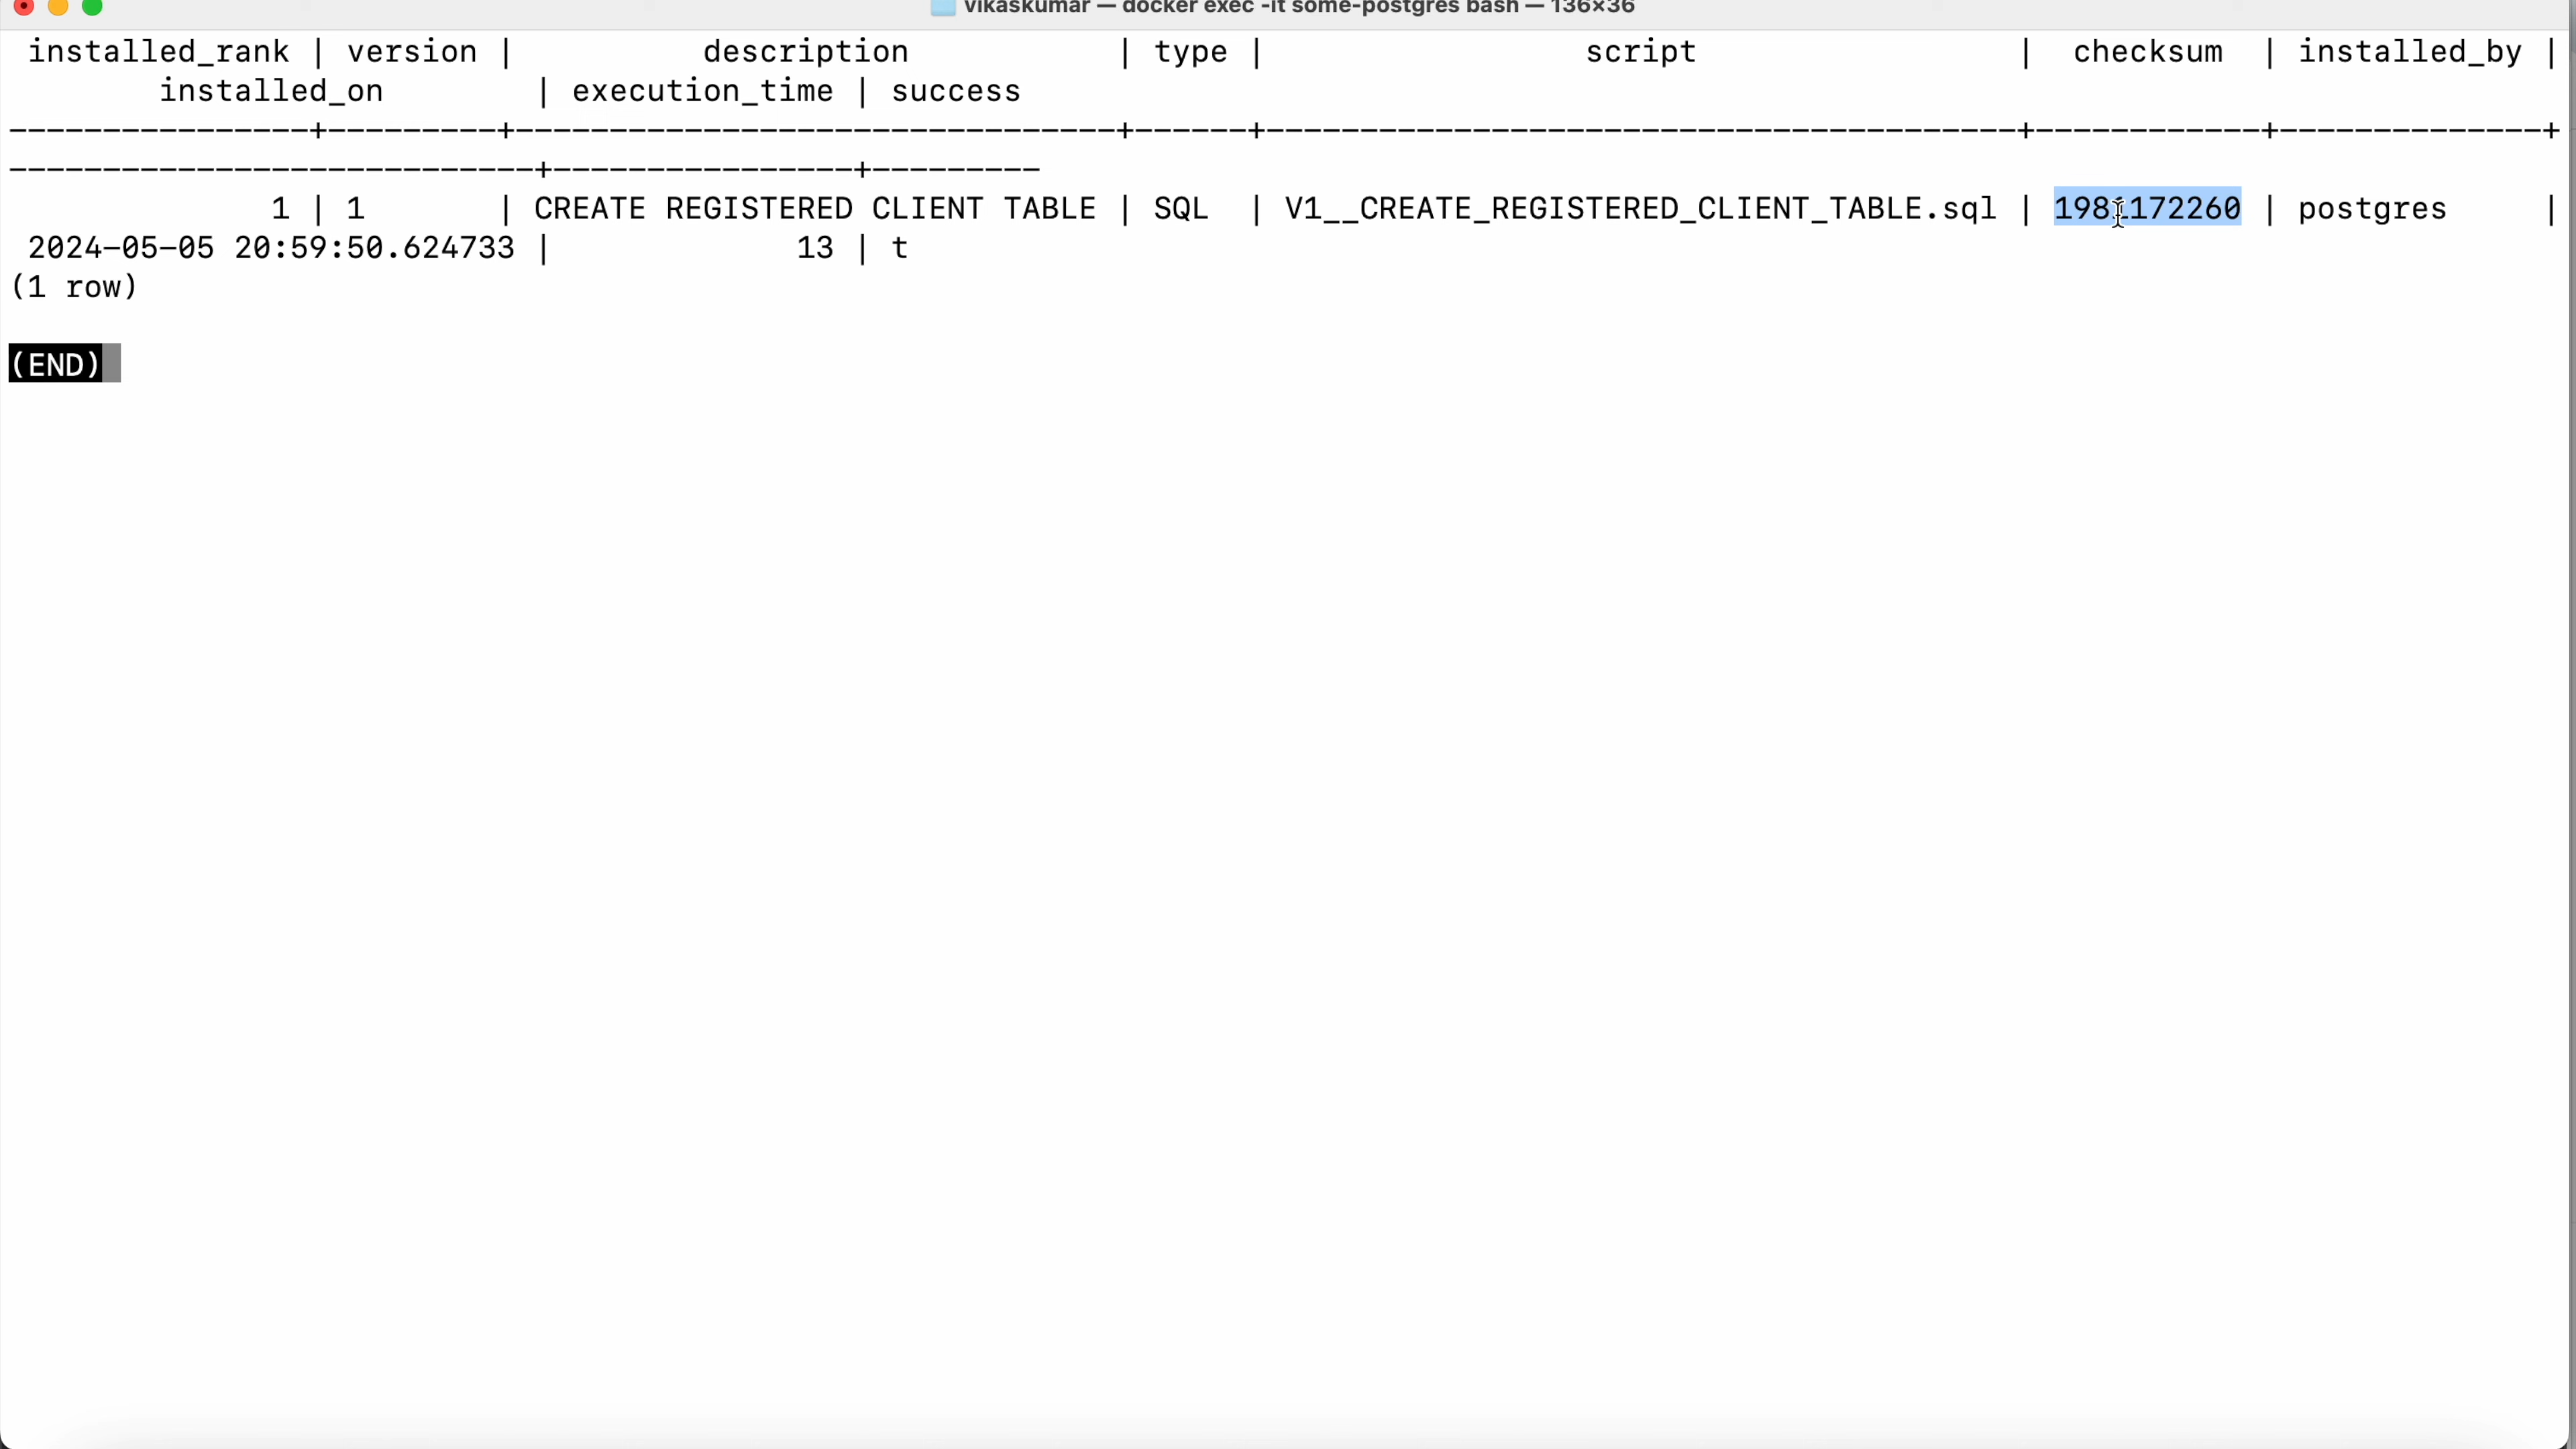 vikaskumar — docker exec -it some-postgres bash — 136×36
installed_rank | version | description | type | script | checksum | installed_by |
installed_on | execution_time | success
----------------+---------+--------------------------------+------+----------------------------------------+------------+--------------+
----------------------------+----------------+---------
1 | 1 | CREATE REGISTERED CLIENT TABLE | SQL | V1__CREATE_REGISTERED_CLIENT_TABLE.sql | | postgres |
2024-05-05 20:59:50.624733 | 13 | t
(1 row)
(END)